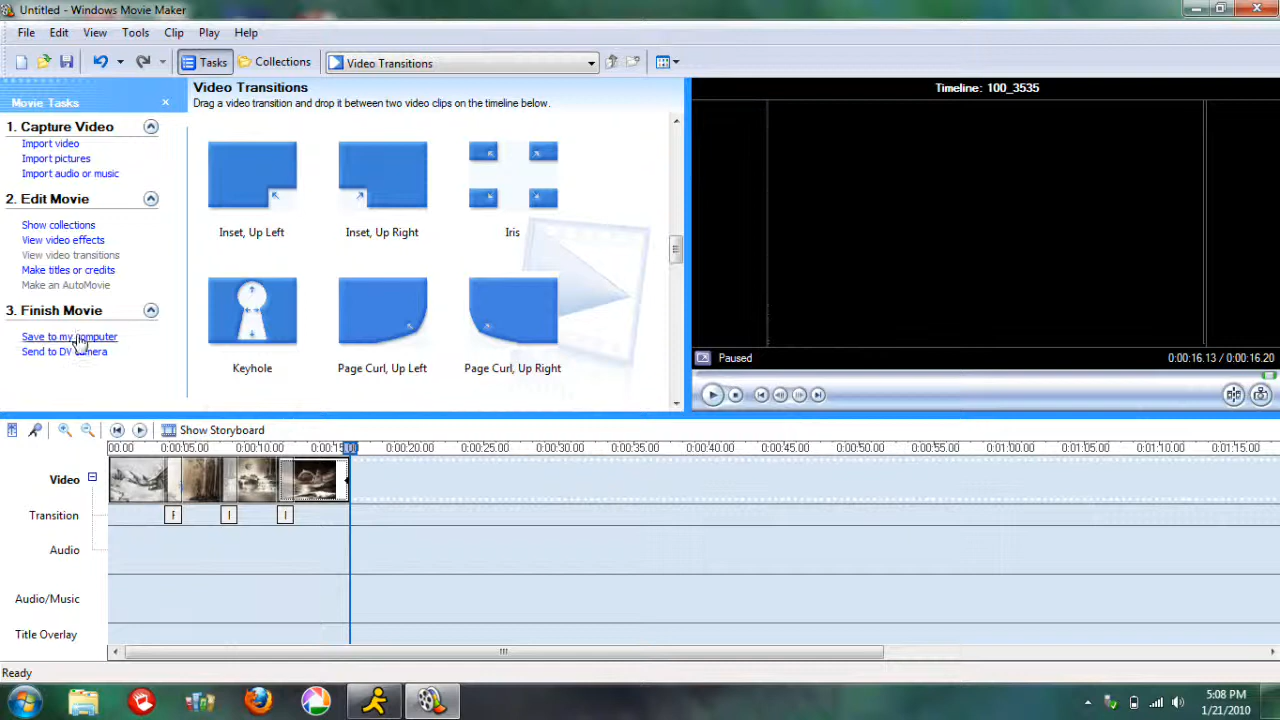 Untitled - Windows Movie Maker
File Edit View Tools Clip Play Help
Tasks Collections Video Transitions
Movie Tasks
1. Capture Video
Import video
Import pictures
Import audio or music
2. Edit Movie
Show collections
View video effects
View video transitions
Make titles or credits
Make an AutoMovie
3. Finish Movie
Save to my computer
Send to DV camera
Video Transitions
Drag a video transition and drop it between two video clips on the timeline below.
Inset, Up Left Inset, Up Right Iris
Keyhole Page Curl, Up Left Page Curl, Up Right
Timeline: 100_3535
Paused 0:00:16.13 / 0:00:16.20
Show Storyboard
00.00 0:00:05.00 0:00:10.00 0:00:15.00 0:00:20.00 0:00:25.00 0:00:30.00 0:00:35.00 0:00:40.00 0:00:45.00 0:00:50.00 0:00:55.00 0:01:00.00 0:01:05.00 0:01:10.00 0:01:15.00
Video
Transition
Audio
Audio/Music
Title Overlay
Ready
5:08 PM
1/21/2010